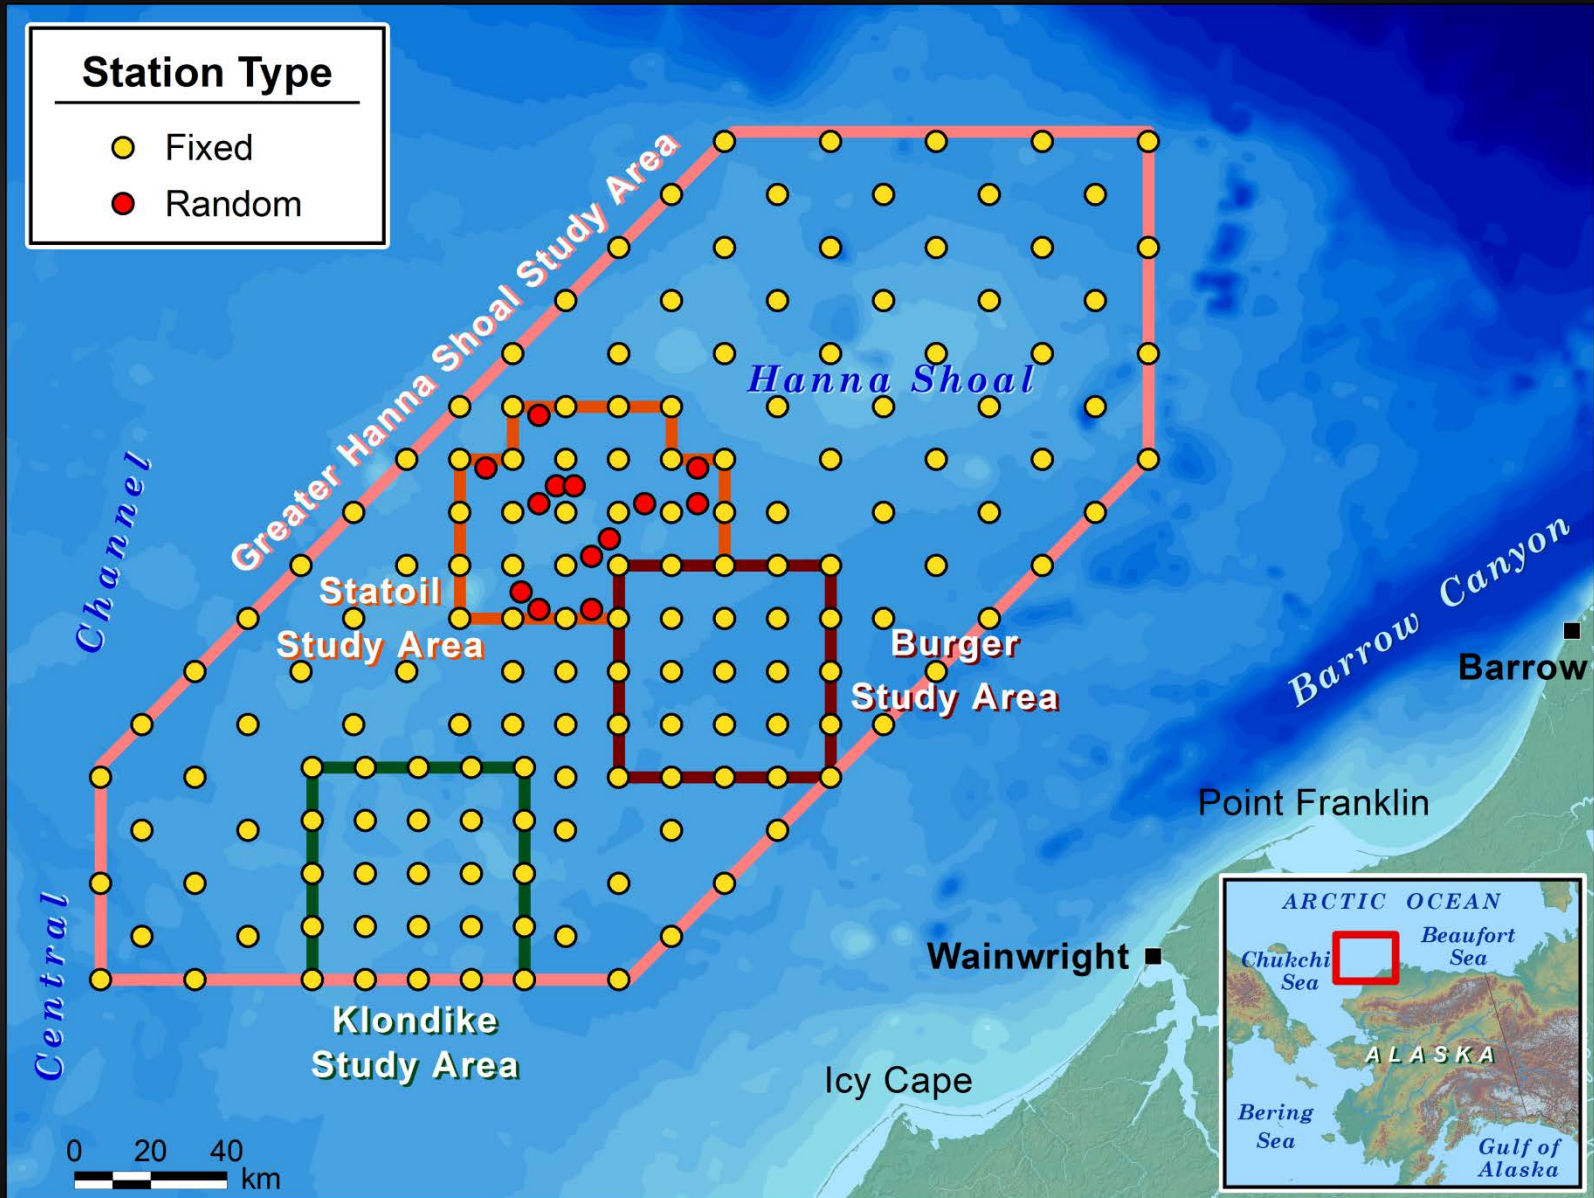 Station Type
Fixed
Random
Greater Hanna Shoal Study Area
Hanna Shoal
Channel
Statoil
Study Area
Burger
Study Area
Barrow Canyon
Barrow
Point Franklin
Central
Wainwright
Klondike
Study Area
Icy Cape
0 20 40
km
ARCTIC OCEAN
Beaufort
Sea
Chukchi
Sea
ALASKA
Bering
Sea
Gulf of
Alaska